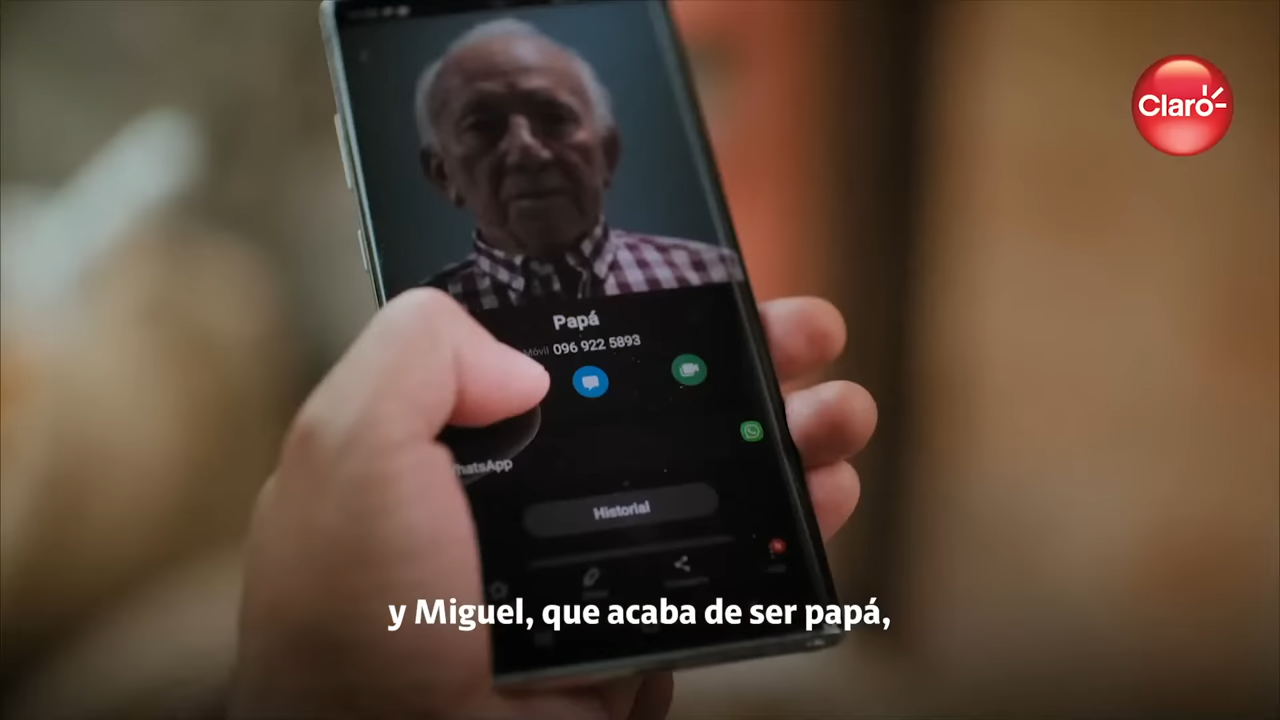 Claro
Papá
Móvil 096 922 5893
WhatsApp
Historial
y Miguel, que acaba de ser papá,